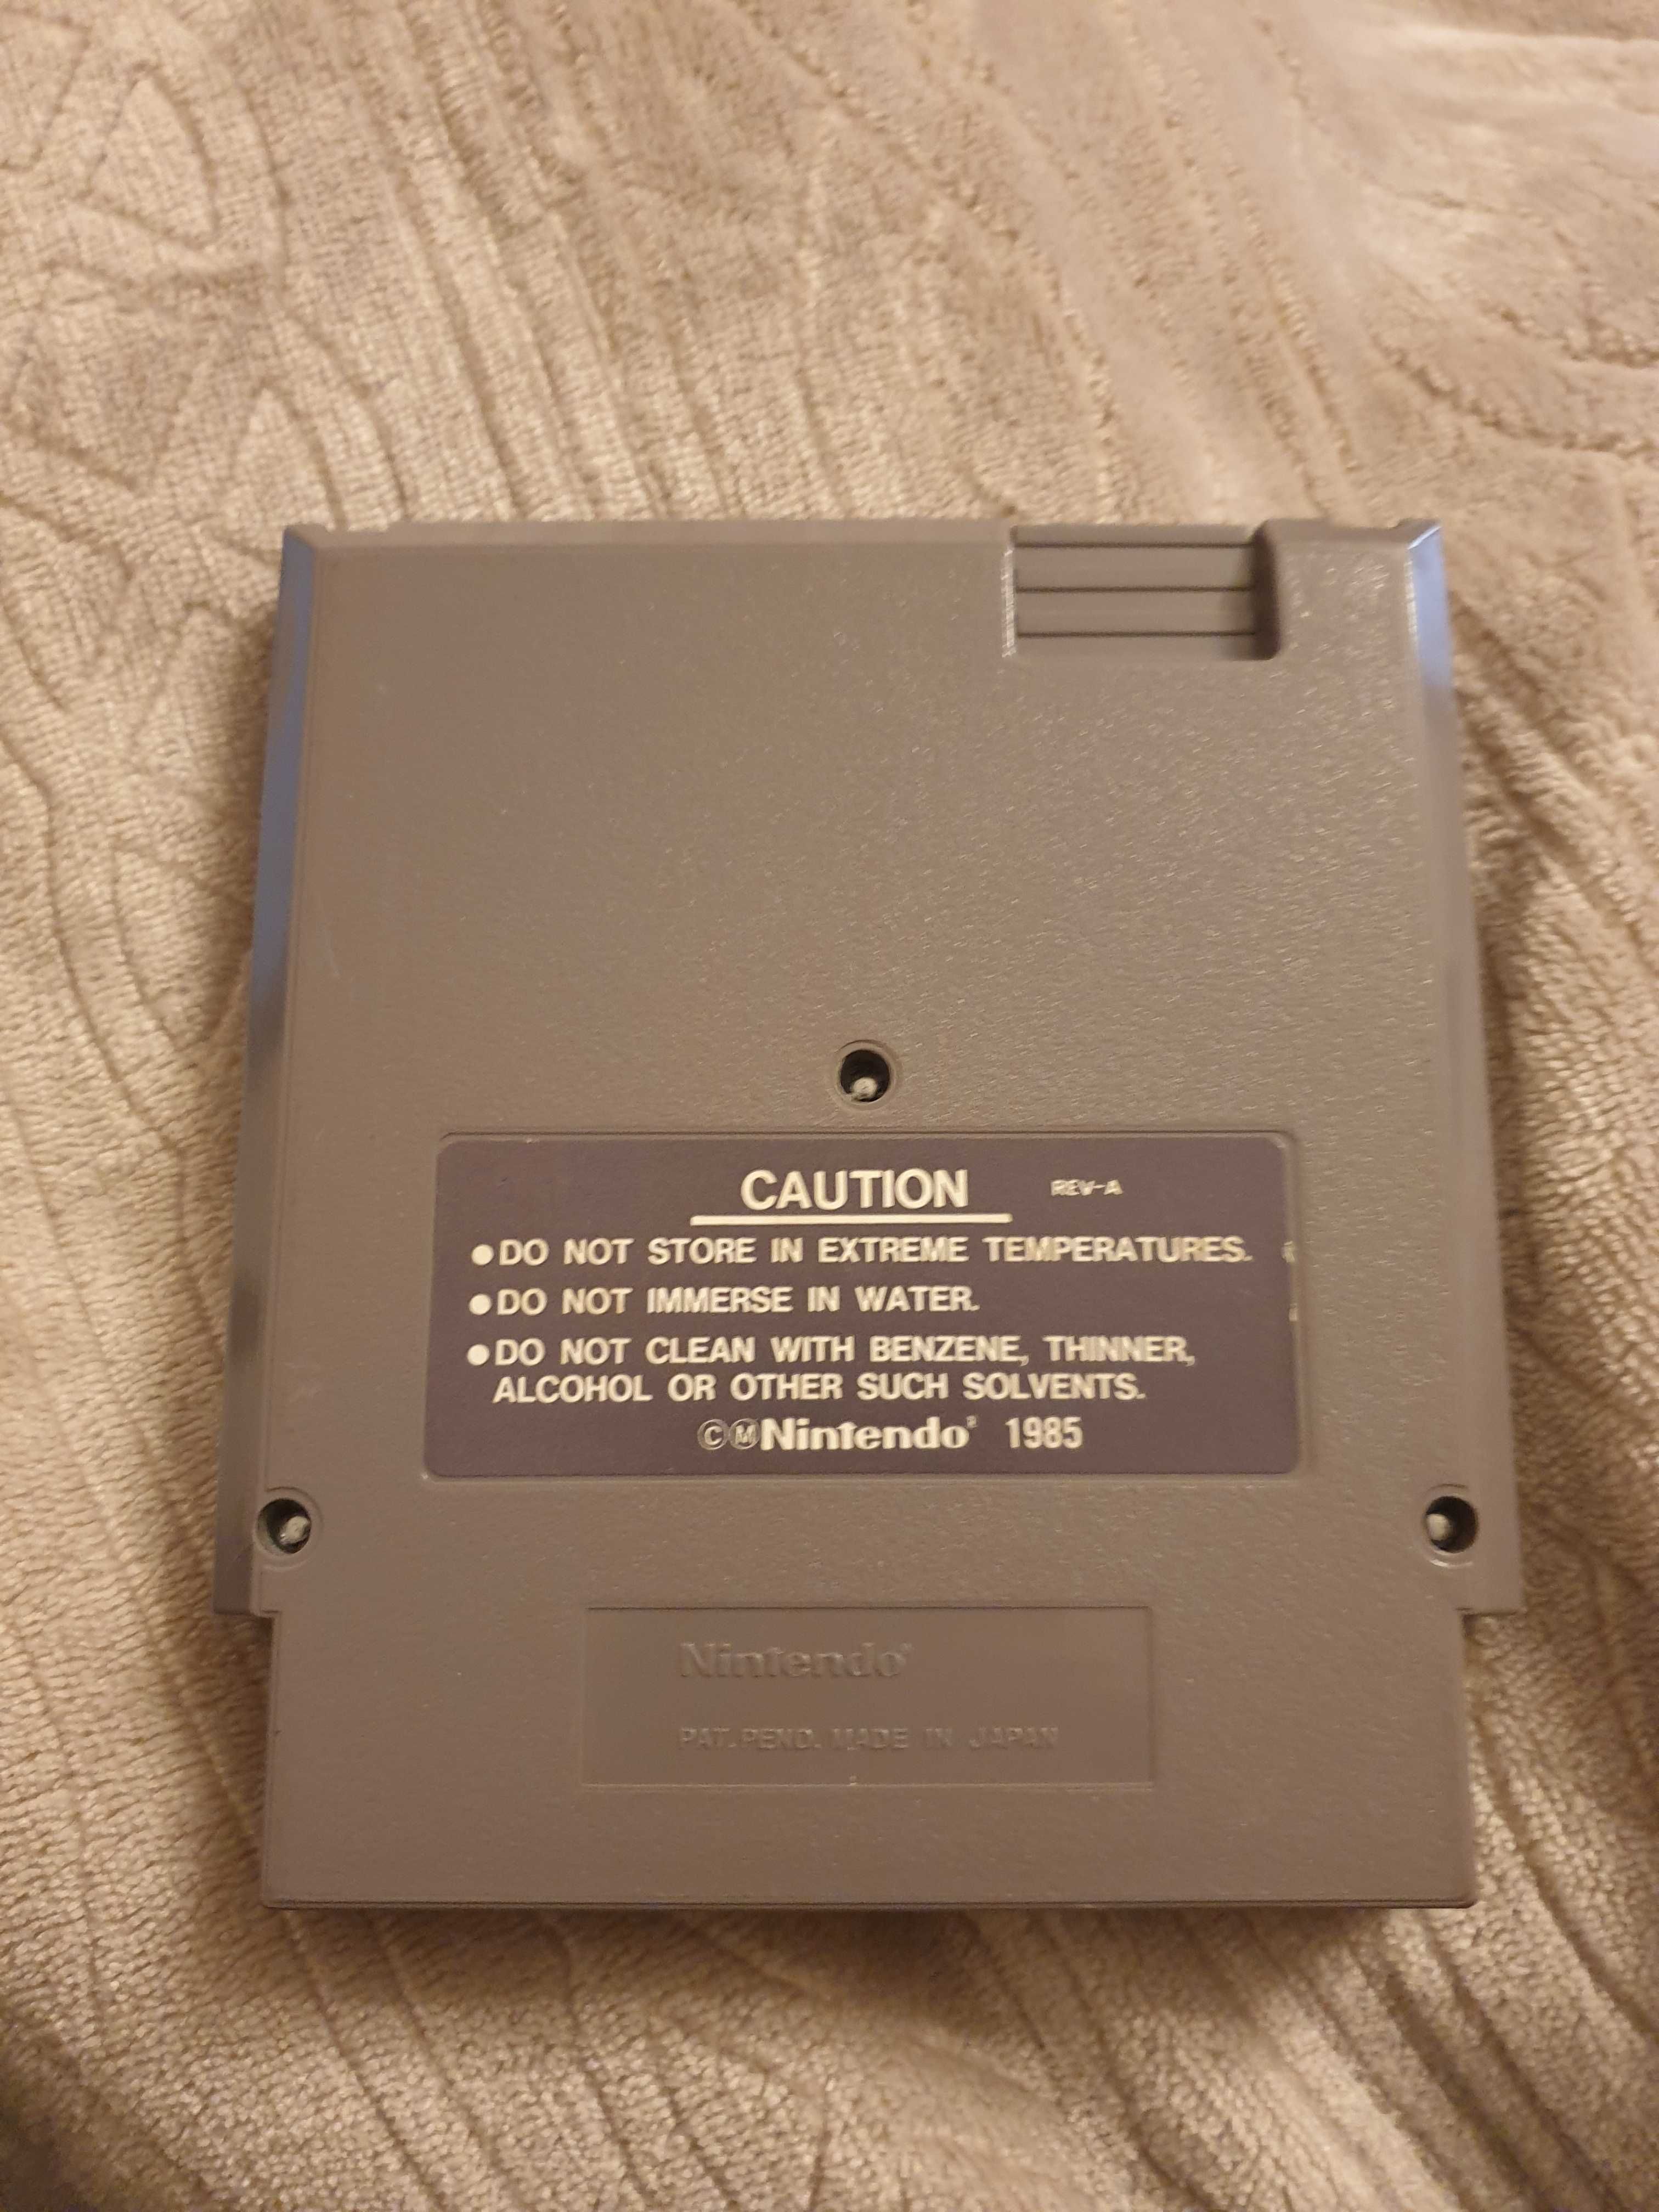 CAUTION REV-A
●DO NOT STORE IN EXTREME TEMPERATURES.
●DO NOT IMMERSE IN WATER.
●DO NOT CLEAN WITH BENZENE, THINNER,
ALCOHOL OR OTHER SUCH SOLVENTS.
ⒸⓂNintendo® 1985
Nintendo®
PAT.PEND. MADE IN JAPAN